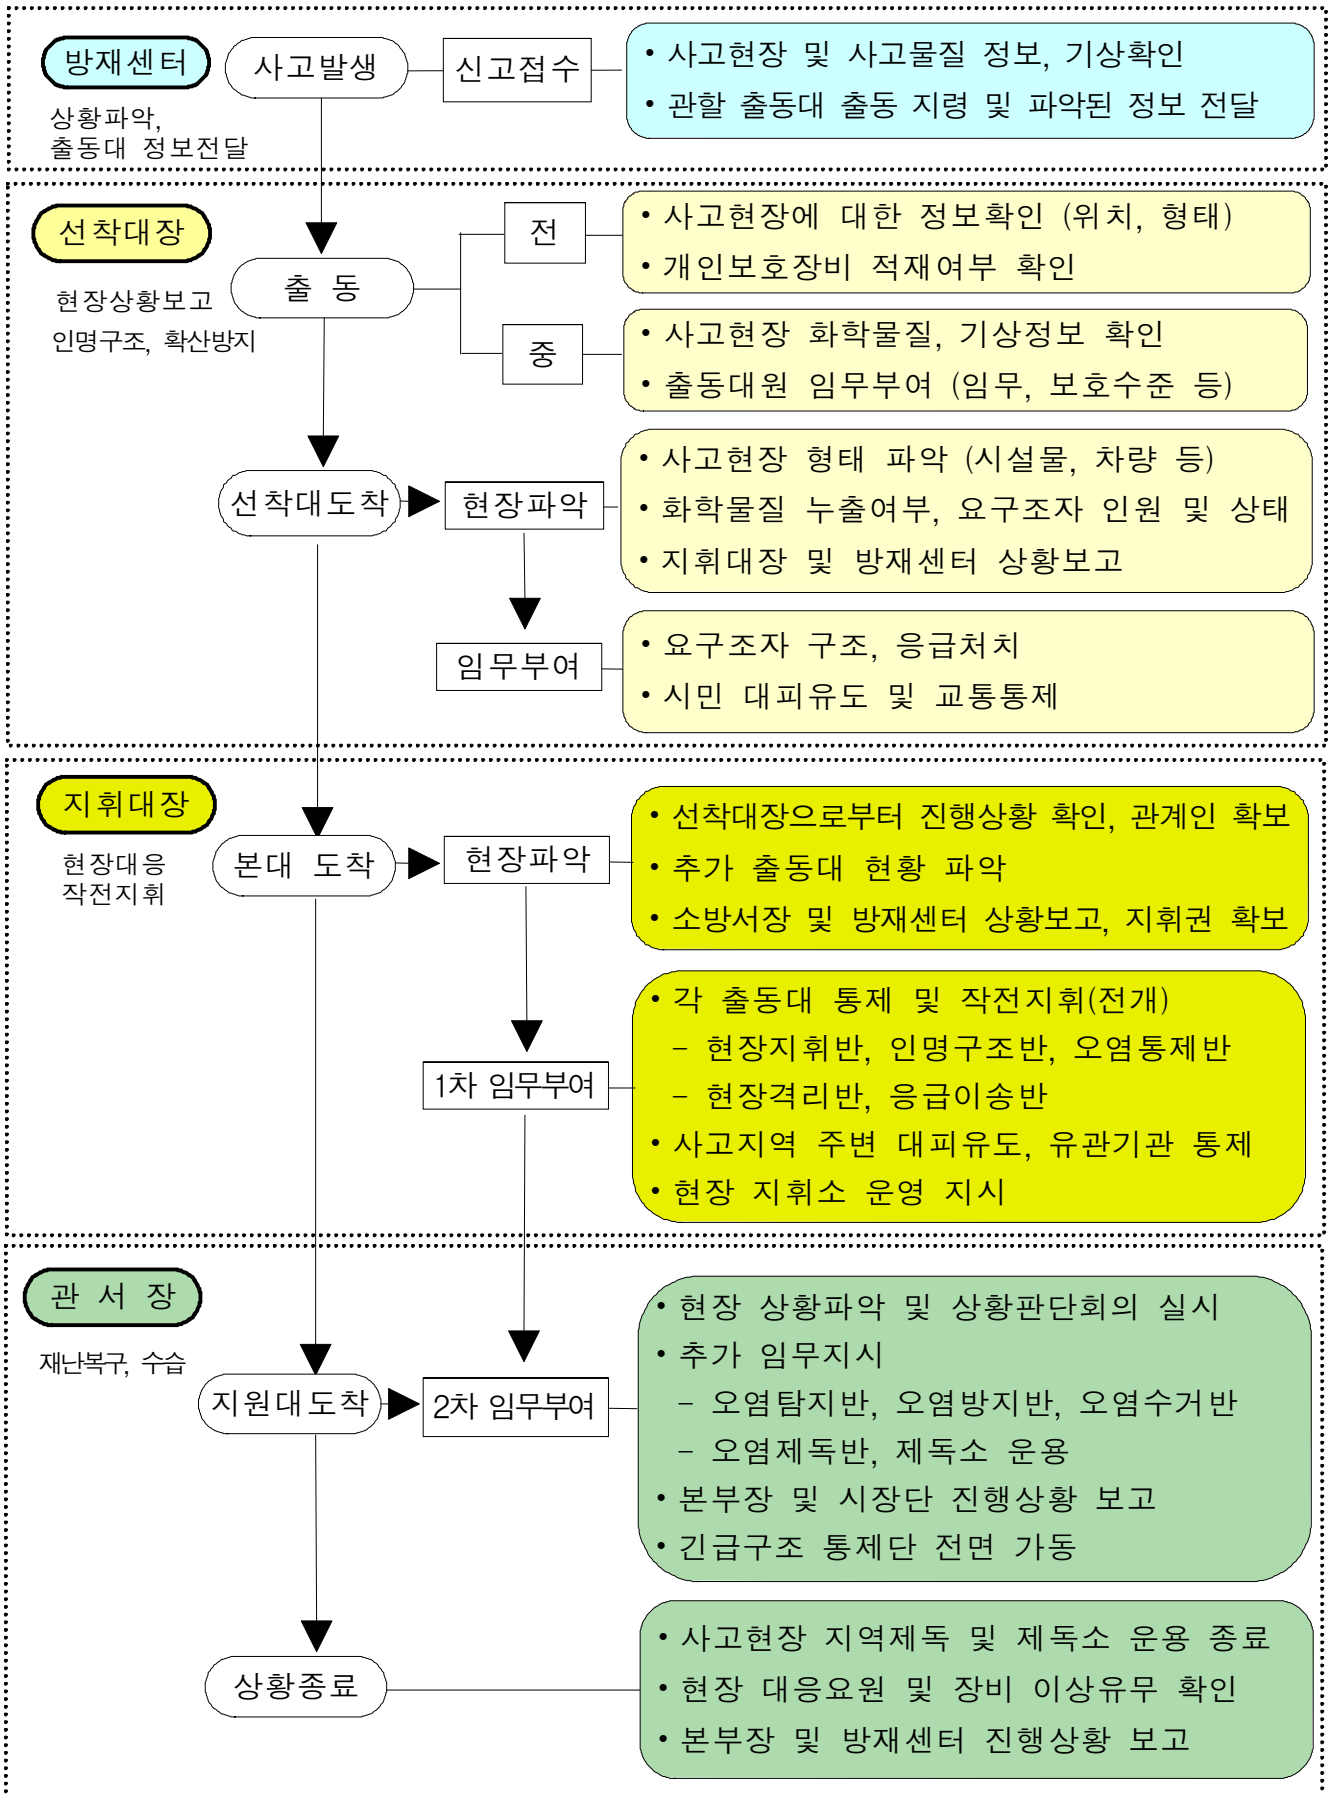 방재센터
상황파악,
출동대 정보전달
사고발생
신고접수
• 사고현장 및 사고물질 정보, 기상확인
• 관할 출동대 출동 지령 및 파악된 정보 전달
선착대장
현장상황보고
인명구조, 확산방지
출 동
전
• 사고현장에 대한 정보확인 (위치, 형태)
• 개인보호장비 적재여부 확인
중
• 사고현장 화학물질, 기상정보 확인
• 출동대원 임무부여 (임무, 보호수준 등)
선착대도착
현장파악
• 사고현장 형태 파악 (시설물, 차량 등)
• 화학물질 누출여부, 요구조자 인원 및 상태
• 지휘대장 및 방재센터 상황보고
임무부여
• 요구조자 구조, 응급처치
• 시민 대피유도 및 교통통제
지휘대장
현장대응
작전지휘
본대 도착
현장파악
• 선착대장으로부터 진행상황 확인, 관계인 확보
• 추가 출동대 현황 파악
• 소방서장 및 방재센터 상황보고, 지휘권 확보
1차 임무부여
• 각 출동대 통제 및 작전지휘(전개)
− 현장지휘반, 인명구조반, 오염통제반
− 현장격리반, 응급이송반
• 사고지역 주변 대피유도, 유관기관 통제
• 현장 지휘소 운영 지시
관 서 장
재난복구, 수습
지원대도착
2차 임무부여
• 현장 상황파악 및 상황판단회의 실시
• 추가 임무지시
− 오염탐지반, 오염방지반, 오염수거반
− 오염제독반, 제독소 운용
• 본부장 및 시장단 진행상황 보고
• 긴급구조 통제단 전면 가동
상황종료
• 사고현장 지역제독 및 제독소 운용 종료
• 현장 대응요원 및 장비 이상유무 확인
• 본부장 및 방재센터 진행상황 보고